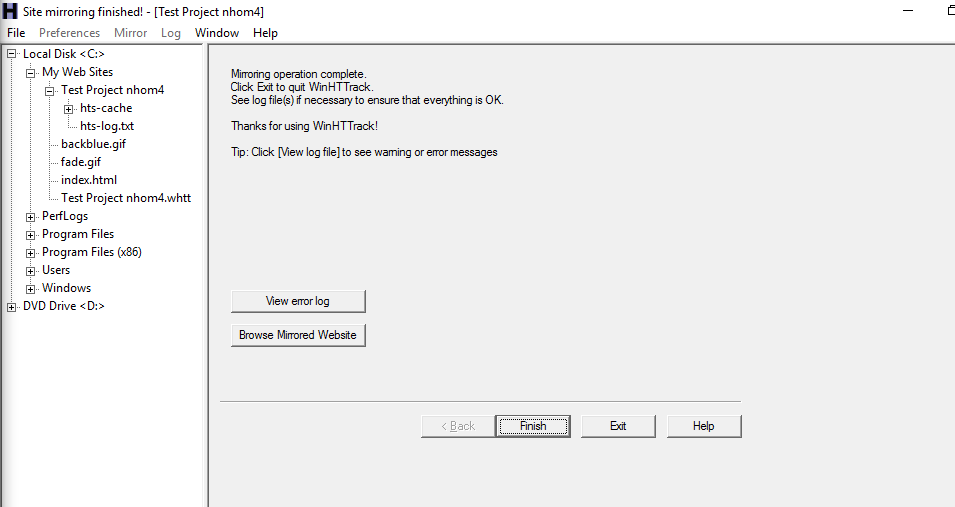 Site mirroring finished! - [Test Project nhom4]
File Preferences Mirror Log Window Help
Local Disk <C:>
My Web Sites
Test Project nhom4
hts-cache
hts-log.txt
backblue.gif
fade.gif
index.html
Test Project nhom4.whtt
PerfLogs
Program Files
Program Files (x86)
Users
Windows
DVD Drive <D:>
Mirroring operation complete.
Click Exit to quit WinHTTrack.
See log file(s) if necessary to ensure that everything is OK.
Thanks for using WinHTTrack!
Tip: Click [View log file] to see warning or error messages
View error log
Browse Mirrored Website
< Back Finish Exit Help